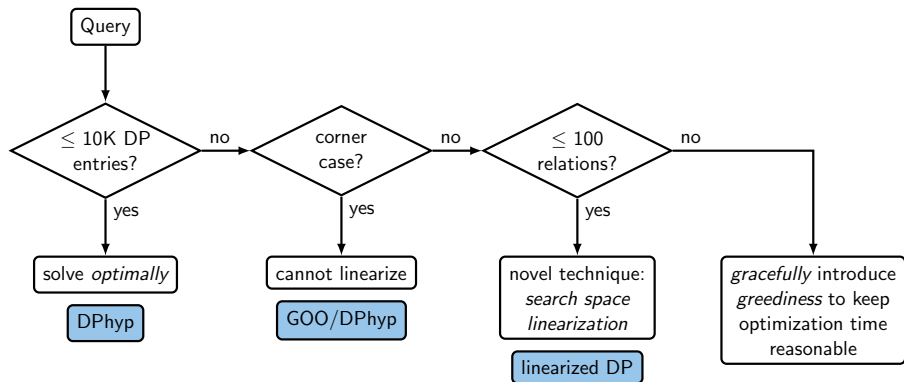 Query
≤ 10K DP
entries?
no
corner
case?
no
≤ 100
relations?
no
yes
yes
yes
solve optimally
DPhyp
cannot linearize
GOO/DPhyp
novel technique:
search space
linearization
linearized DP
gracefully introduce
greediness to keep
optimization time
reasonable